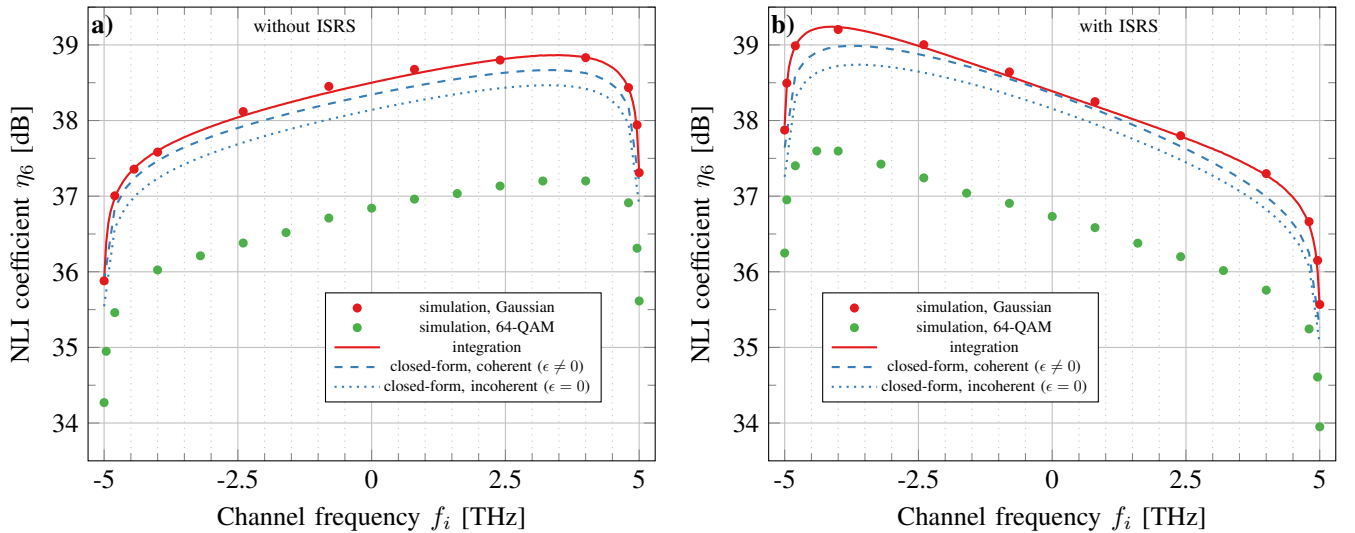 a) without ISRS
39
38
37
36
35
34
NLI coefficient η₆ [dB]
simulation, Gaussian
simulation, 64-QAM
integration
closed-form, coherent (ϵ ≠ 0)
closed-form, incoherent (ϵ = 0)
-5 -2.5 0 2.5 5
Channel frequency fᵢ [THz]
b) with ISRS
39
38
37
36
35
34
NLI coefficient η₆ [dB]
simulation, Gaussian
simulation, 64-QAM
integration
closed-form, coherent (ϵ ≠ 0)
closed-form, incoherent (ϵ = 0)
-5 -2.5 0 2.5 5
Channel frequency fᵢ [THz]